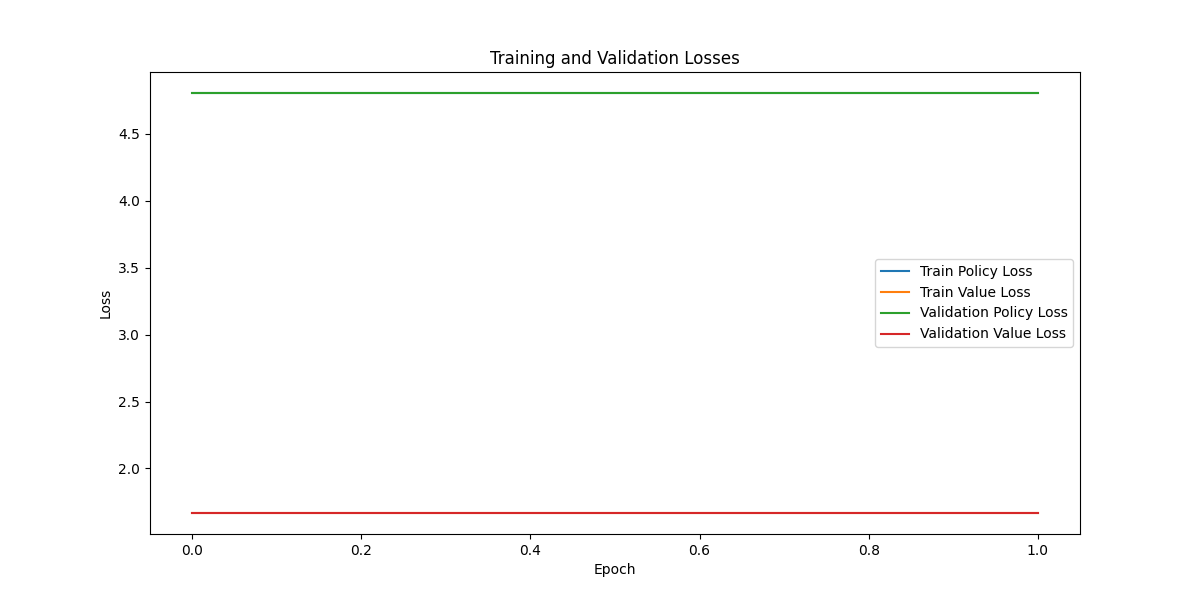 Training and Validation Losses
Loss
4.5
4.0
3.5
3.0
2.5
2.0
Train Policy Loss
Train Value Loss
Validation Policy Loss
Validation Value Loss
0.0 0.2 0.4 0.6 0.8 1.0
Epoch